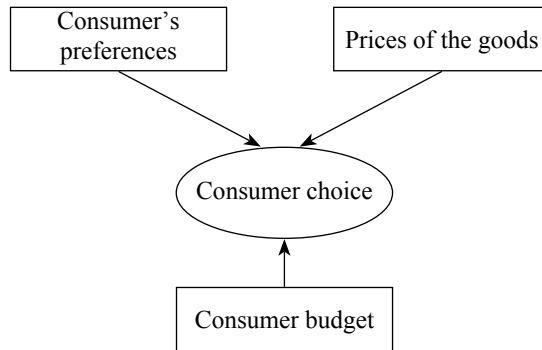 Consumer’s
preferences
Prices of the goods
Consumer choice
Consumer budget